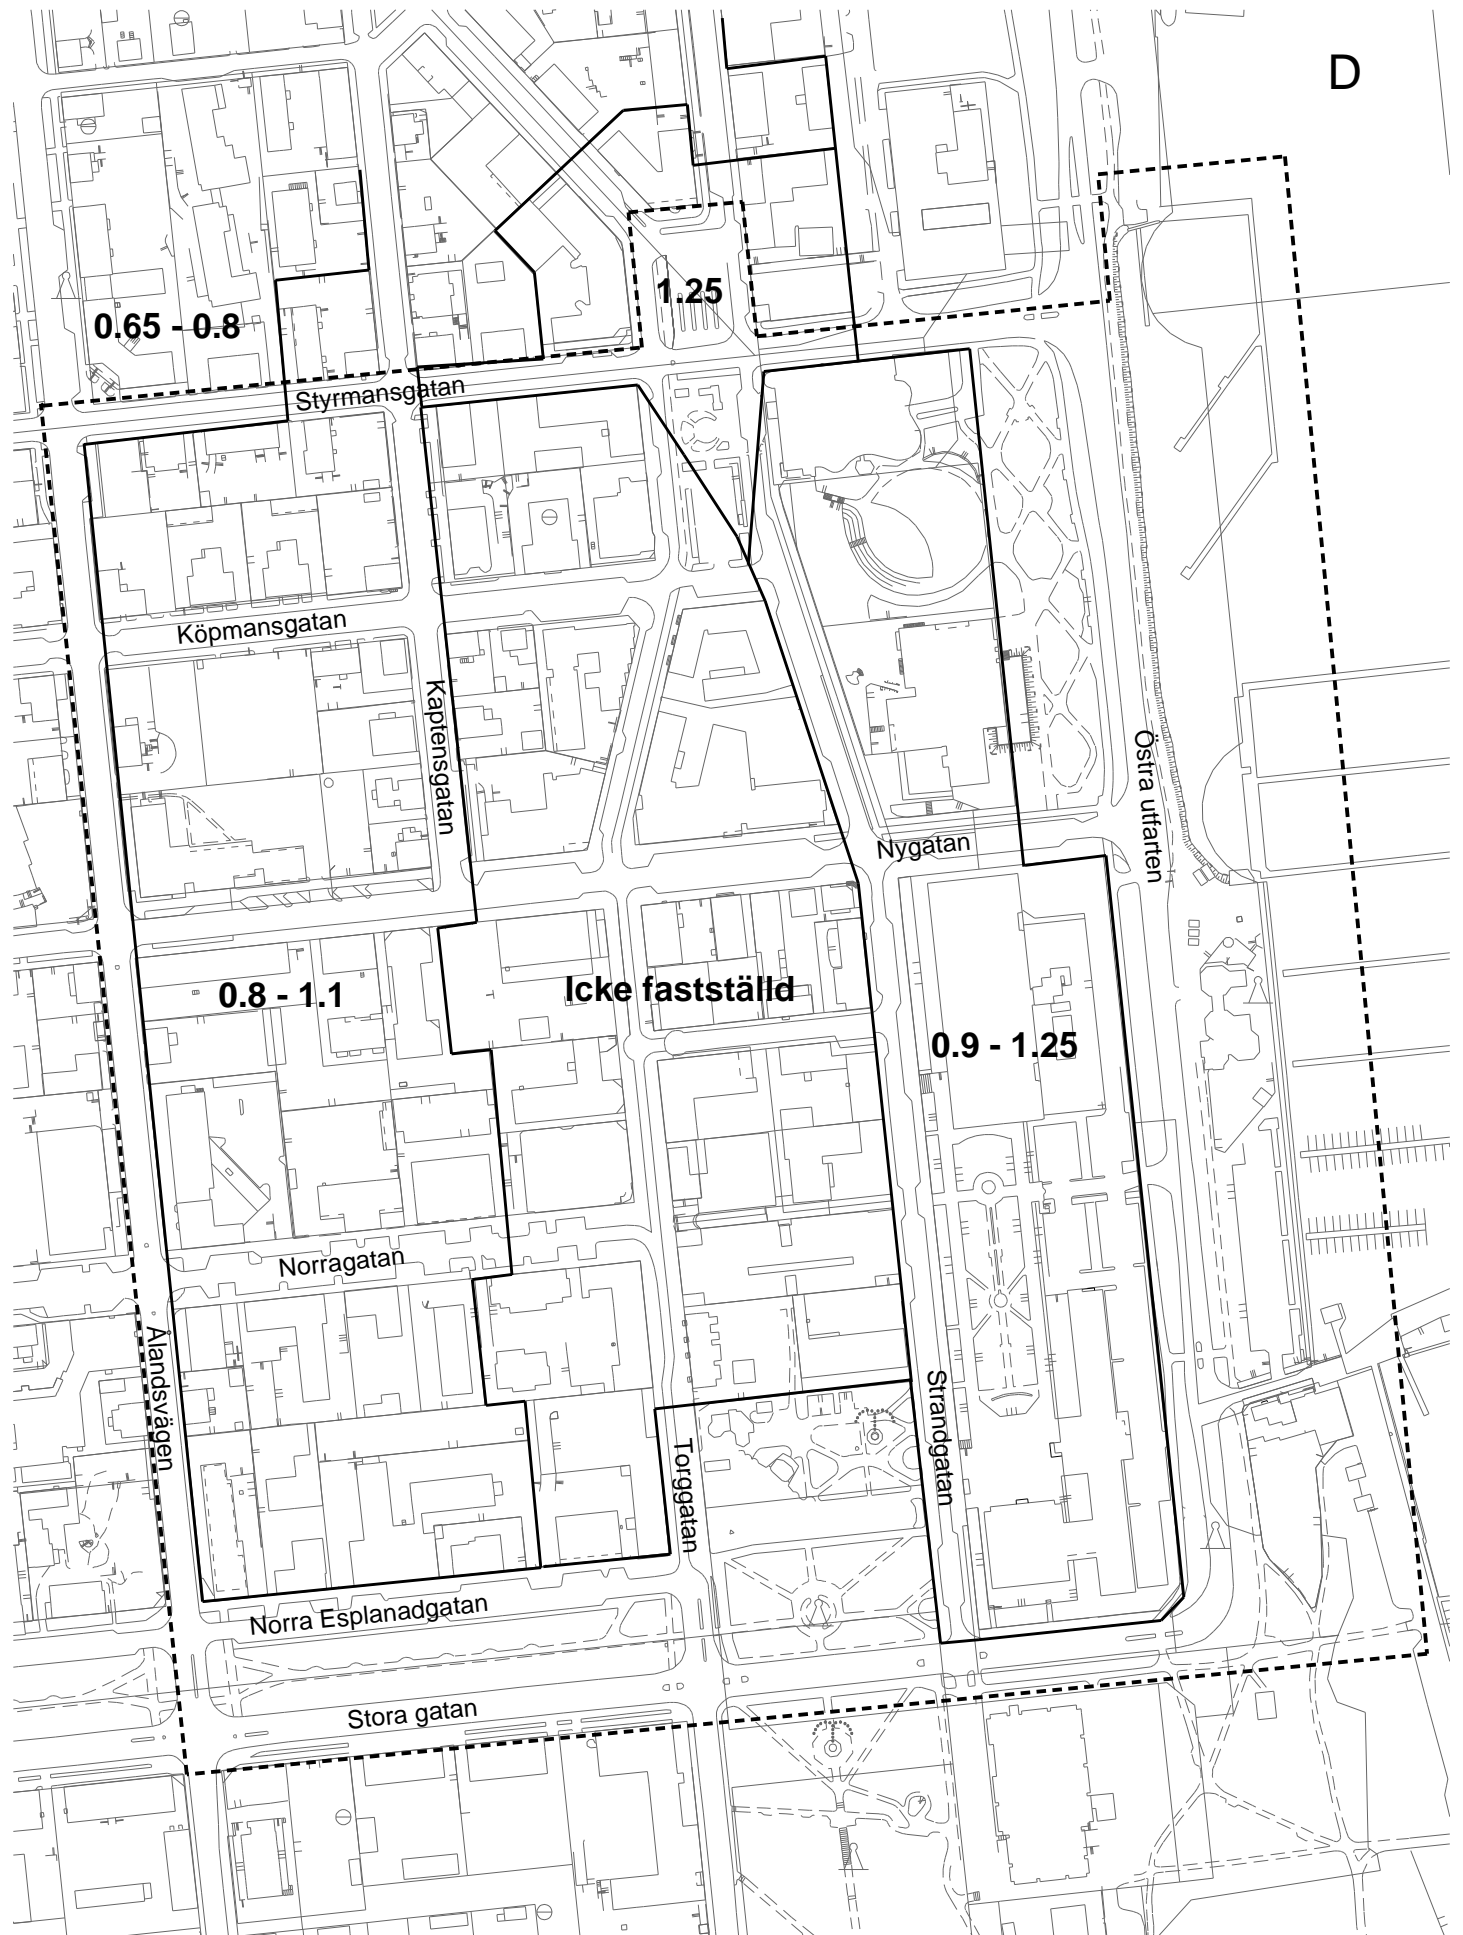 D
1.25
0.65 - 0.8
Styrmansgatan
Köpmansgatan
Kaptensgatan
Östra utfarten
Nygatan
0.8 - 1.1
Icke fastställd
0.9 - 1.25
Norragatan
Ålandsvägen
Strandgatan
Torggatan
Norra Esplanadgatan
Stora gatan